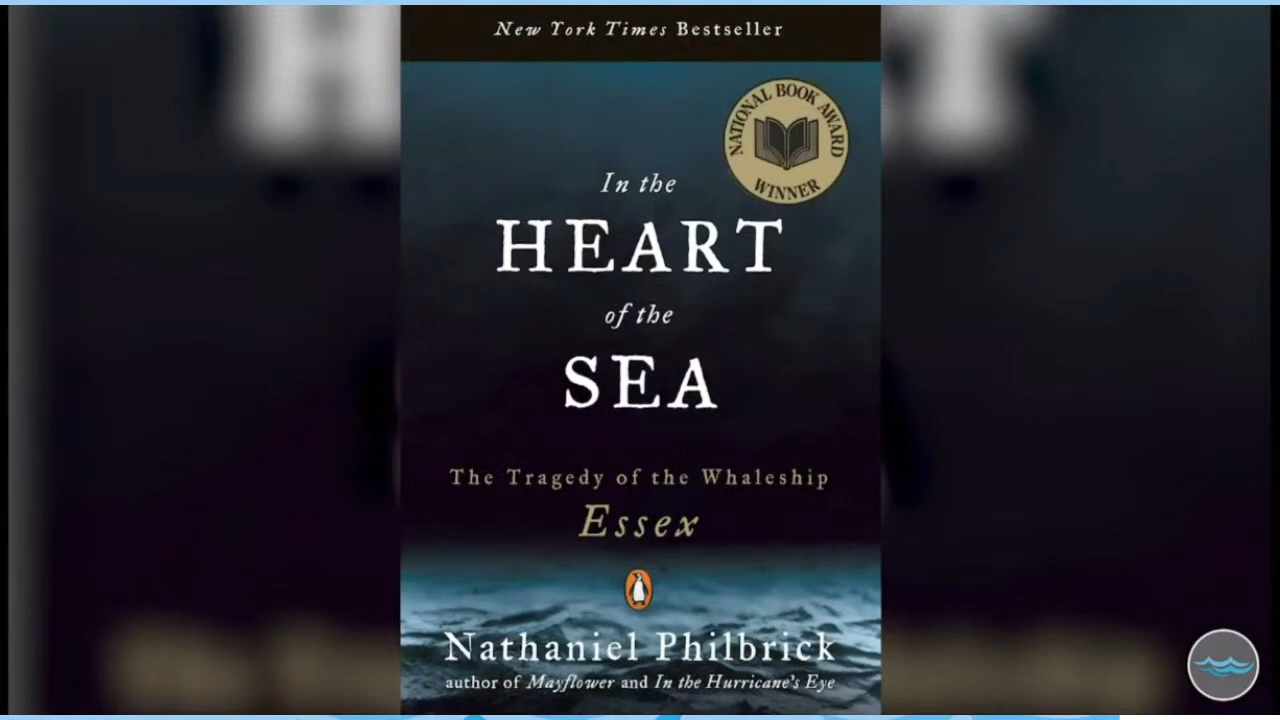 New York Times Bestseller
NATIONAL BOOK AWARD
WINNER
In the
HEART
of the
SEA
The Tragedy of the Whaleship
Essex
Nathaniel Philbrick
author of Mayflower and In the Hurricane's Eye